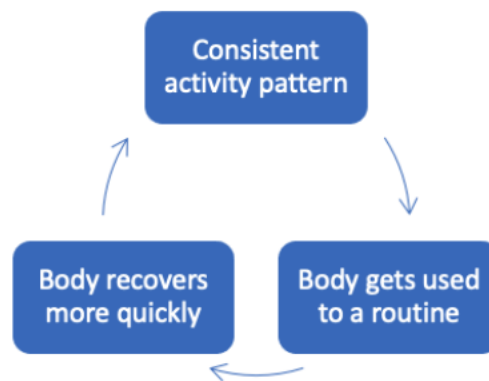 Consistent
activity pattern
Body gets used
to a routine
Body recovers
more quickly